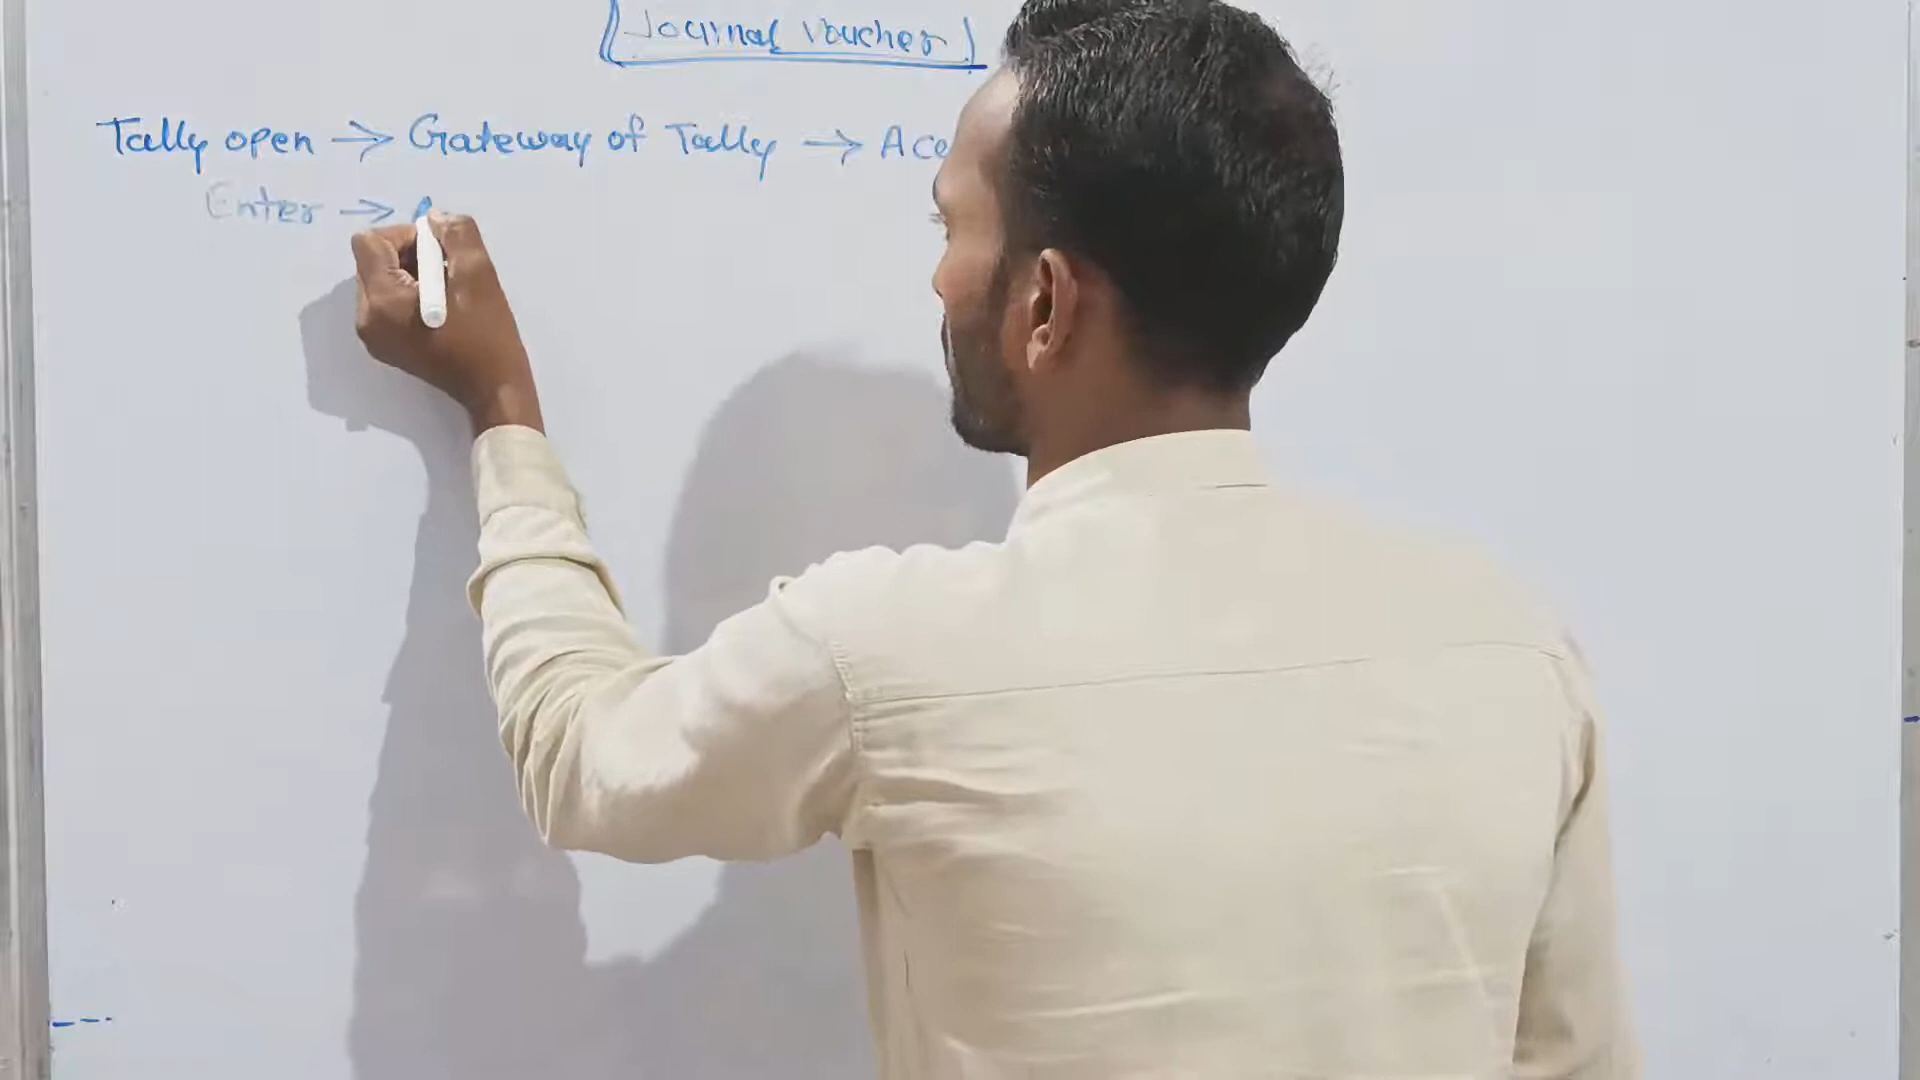 Journal Voucher
Tally open → Gateway of Tally → Acc
Enter →